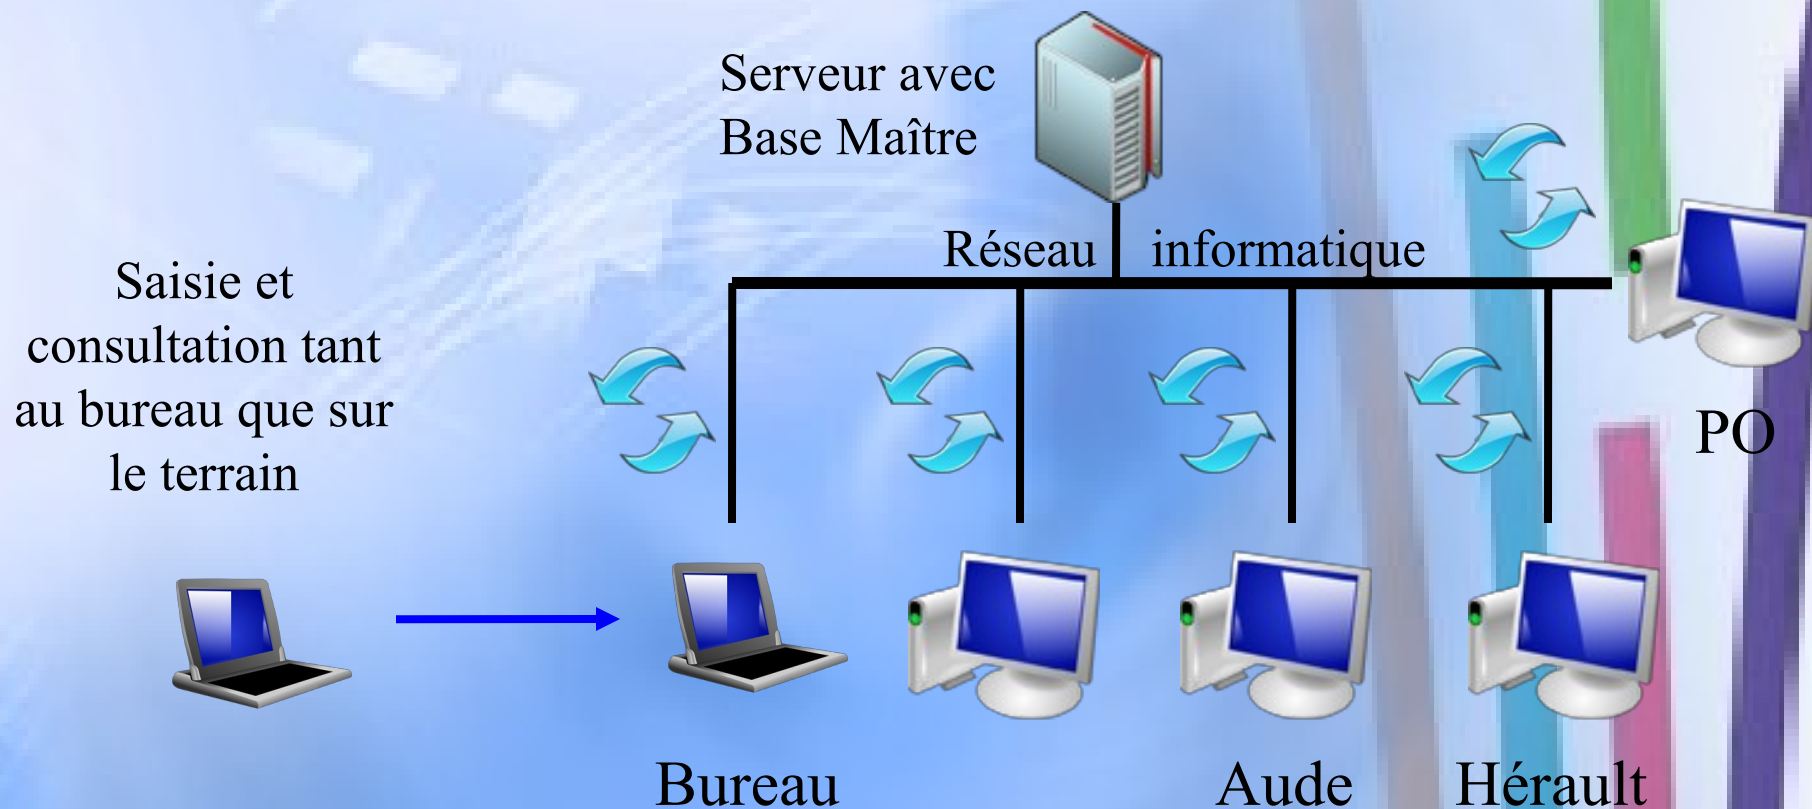 Serveur avec
Base Maître
Réseau informatique
Saisie et
consultation tant
au bureau que sur
le terrain
PO
Bureau
Aude
Hérault